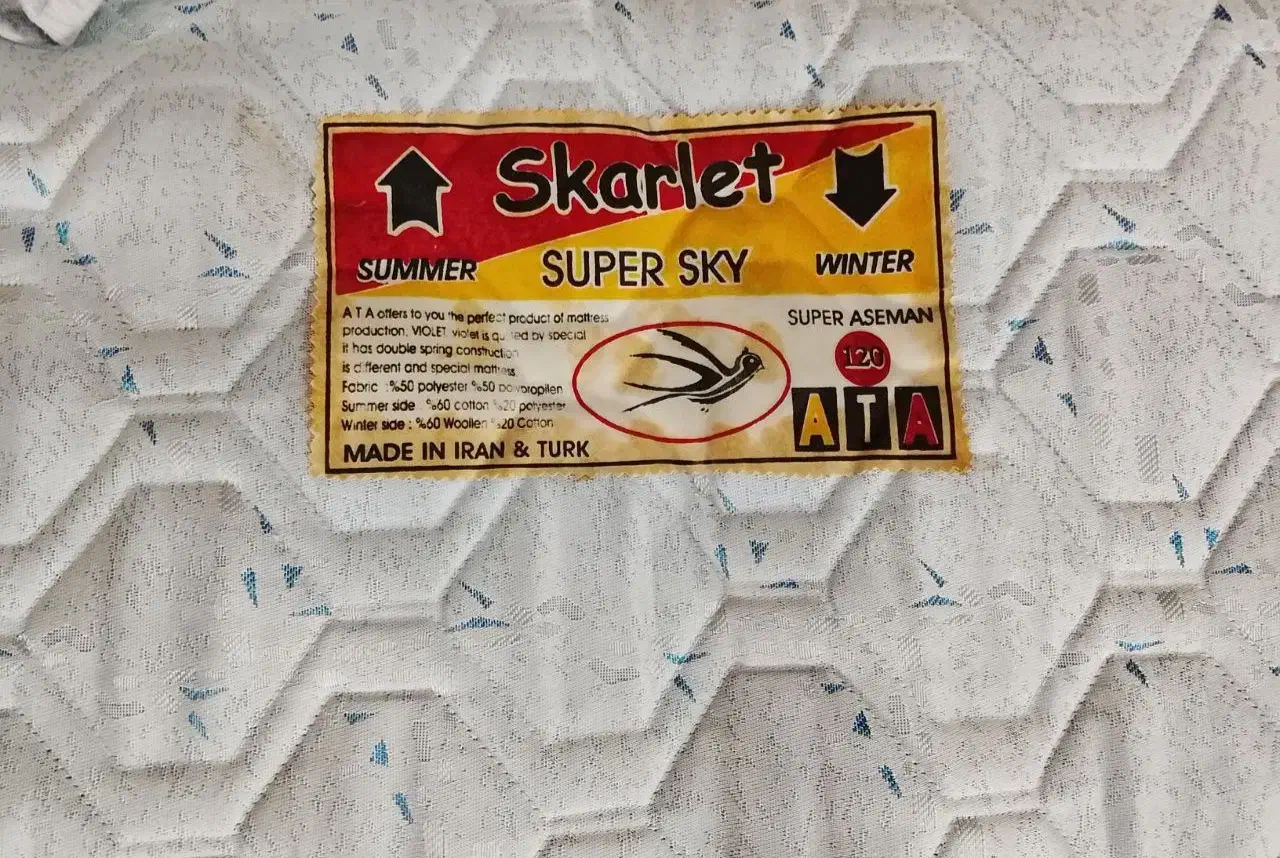 Skarlet
SUMMER
SUPER SKY
WINTER
A T A offers to you the perfect product of mattress
production. VIOLET violet is by special
it has double spring construction
is different and special mattress
Fabric : %50 polyester %50 polypropilen
Summer side : %60 cotton %20 polyester
Winter side : %60 Woollen %20 Cotton
MADE IN IRAN & TURK
SUPER ASEMAN
120
ATA